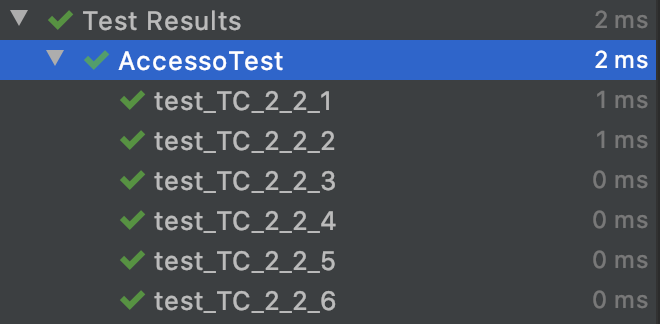 Test Results 2 ms
AccessoTest 2 ms
test_TC_2_2_1 1 ms
test_TC_2_2_2 1 ms
test_TC_2_2_3 0 ms
test_TC_2_2_4 0 ms
test_TC_2_2_5 0 ms
test_TC_2_2_6 0 ms